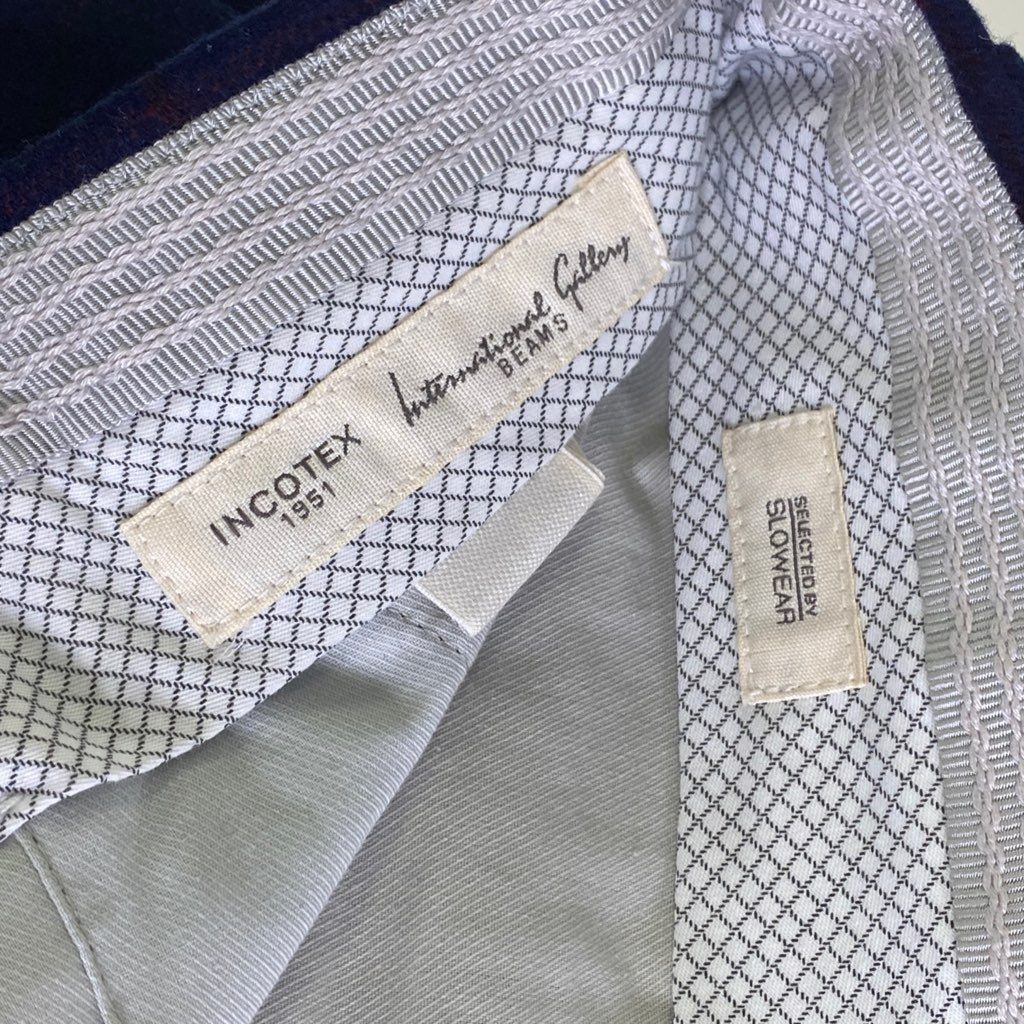 INCOTEX
1951
International Gallery
BEAMS
SELECTED BY
SLOWEAR